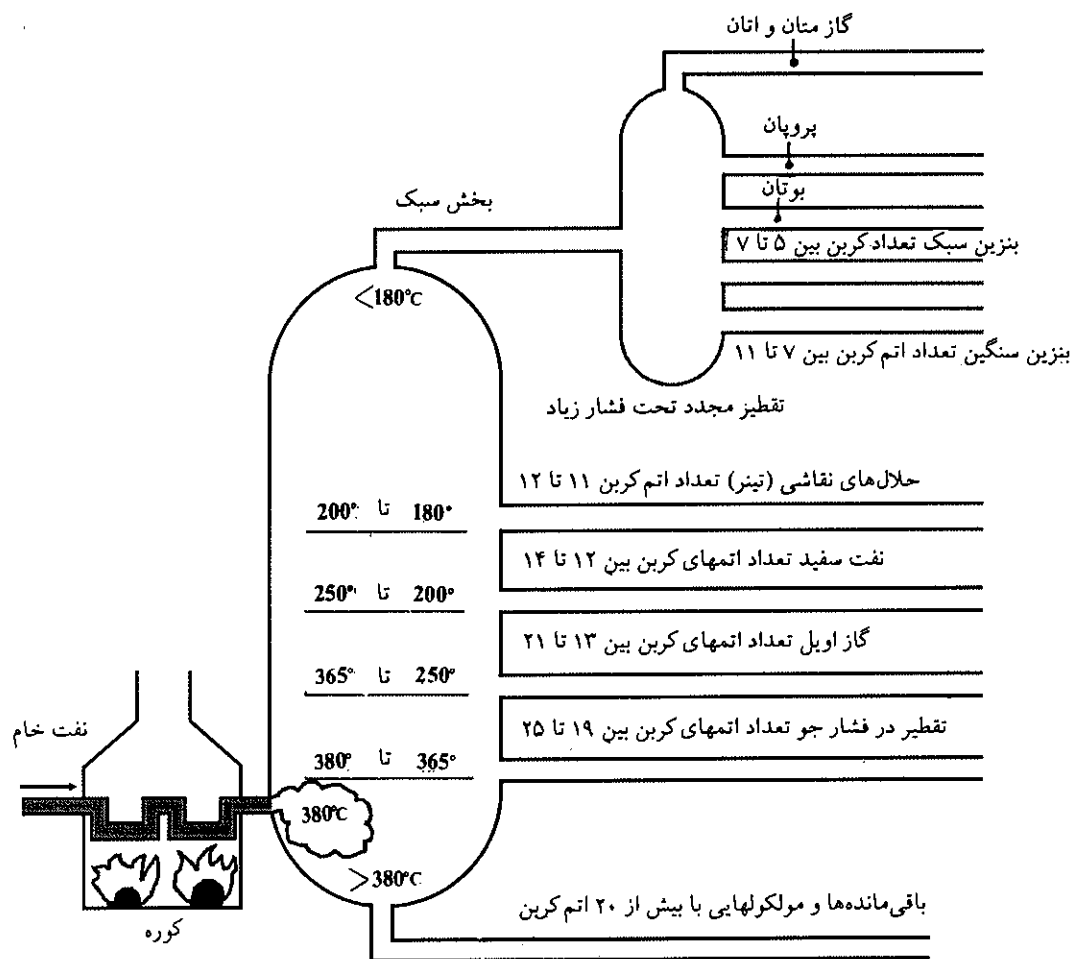 گاز متان و اتان
پروپان
بوتان
بخش سبک
بنزین سبک تعداد کربن بین ۵ تا ۷
<180°C
بنزین سنگین تعداد اتم کربن بین ۷ تا ۱۱
تقطیز مجدد تحت فشار زیاد
حلال‌های نقاشی (تینر) تعداد اتم کربن ۱۱ تا ۱۲
200° تا 180°
نفت سفید تعداد اتمهای کربن بین ۱۲ تا ۱۴
250° تا 200°
گاز اویل تعداد اتمهای کربن بین ۱۳ تا ۲۱
365° تا 250°
تقطیر در فشار جو تعداد اتمهای کربن بین ۱۹ تا ۲۵
نفت خام
380° تا 365°
380°C
>380°C
باقی‌مانده‌ها و مولکولهایی با بیش از ۲۰ اتم کربن
کوره